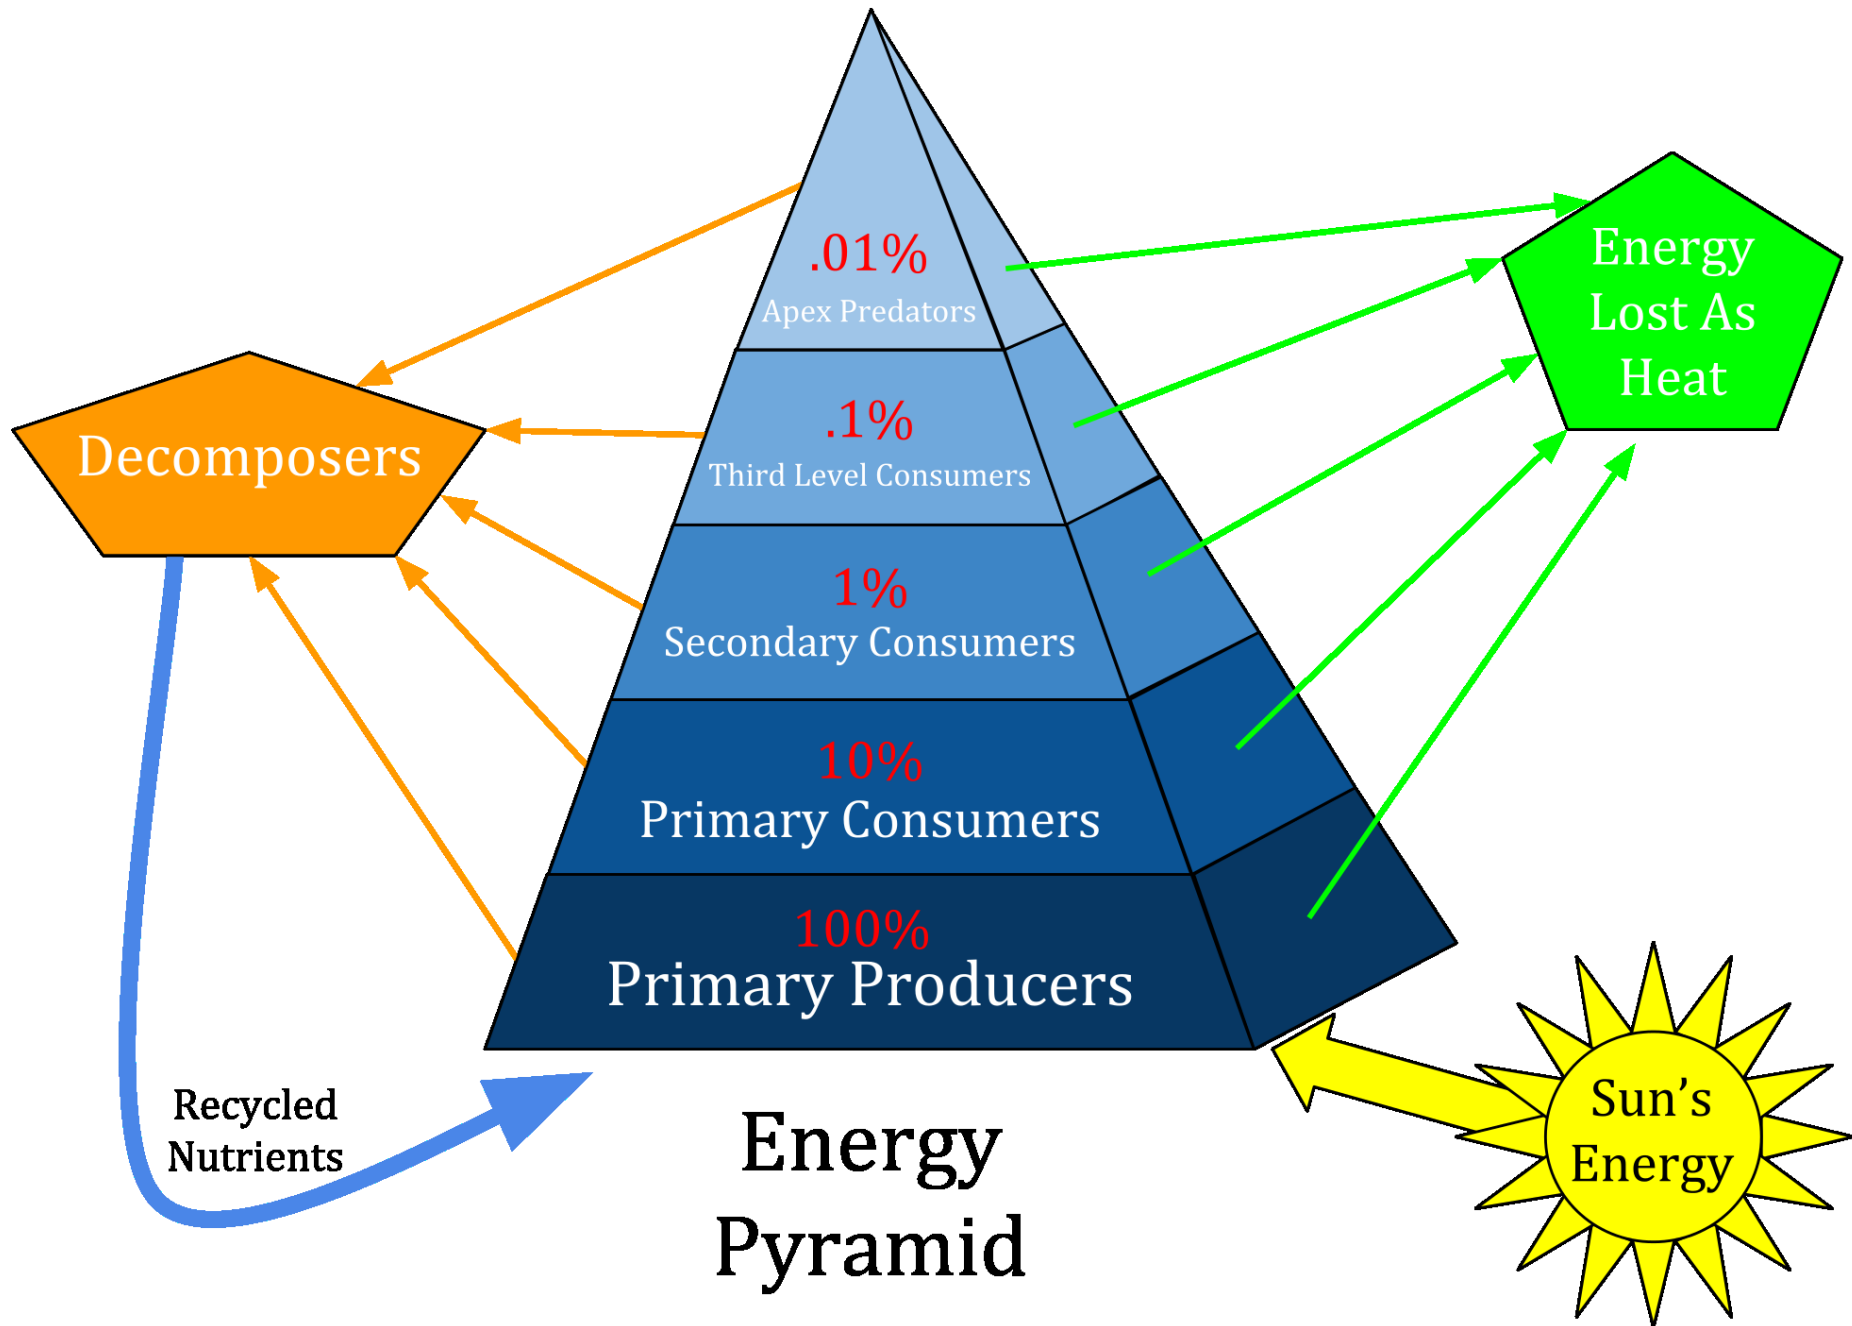 .01%
Apex Predators
.1%
Third Level Consumers
1%
Secondary Consumers
10%
Primary Consumers
100%
Primary Producers
Decomposers
Recycled
Nutrients
Energy
Lost As
Heat
Sun’s
Energy
Energy
Pyramid